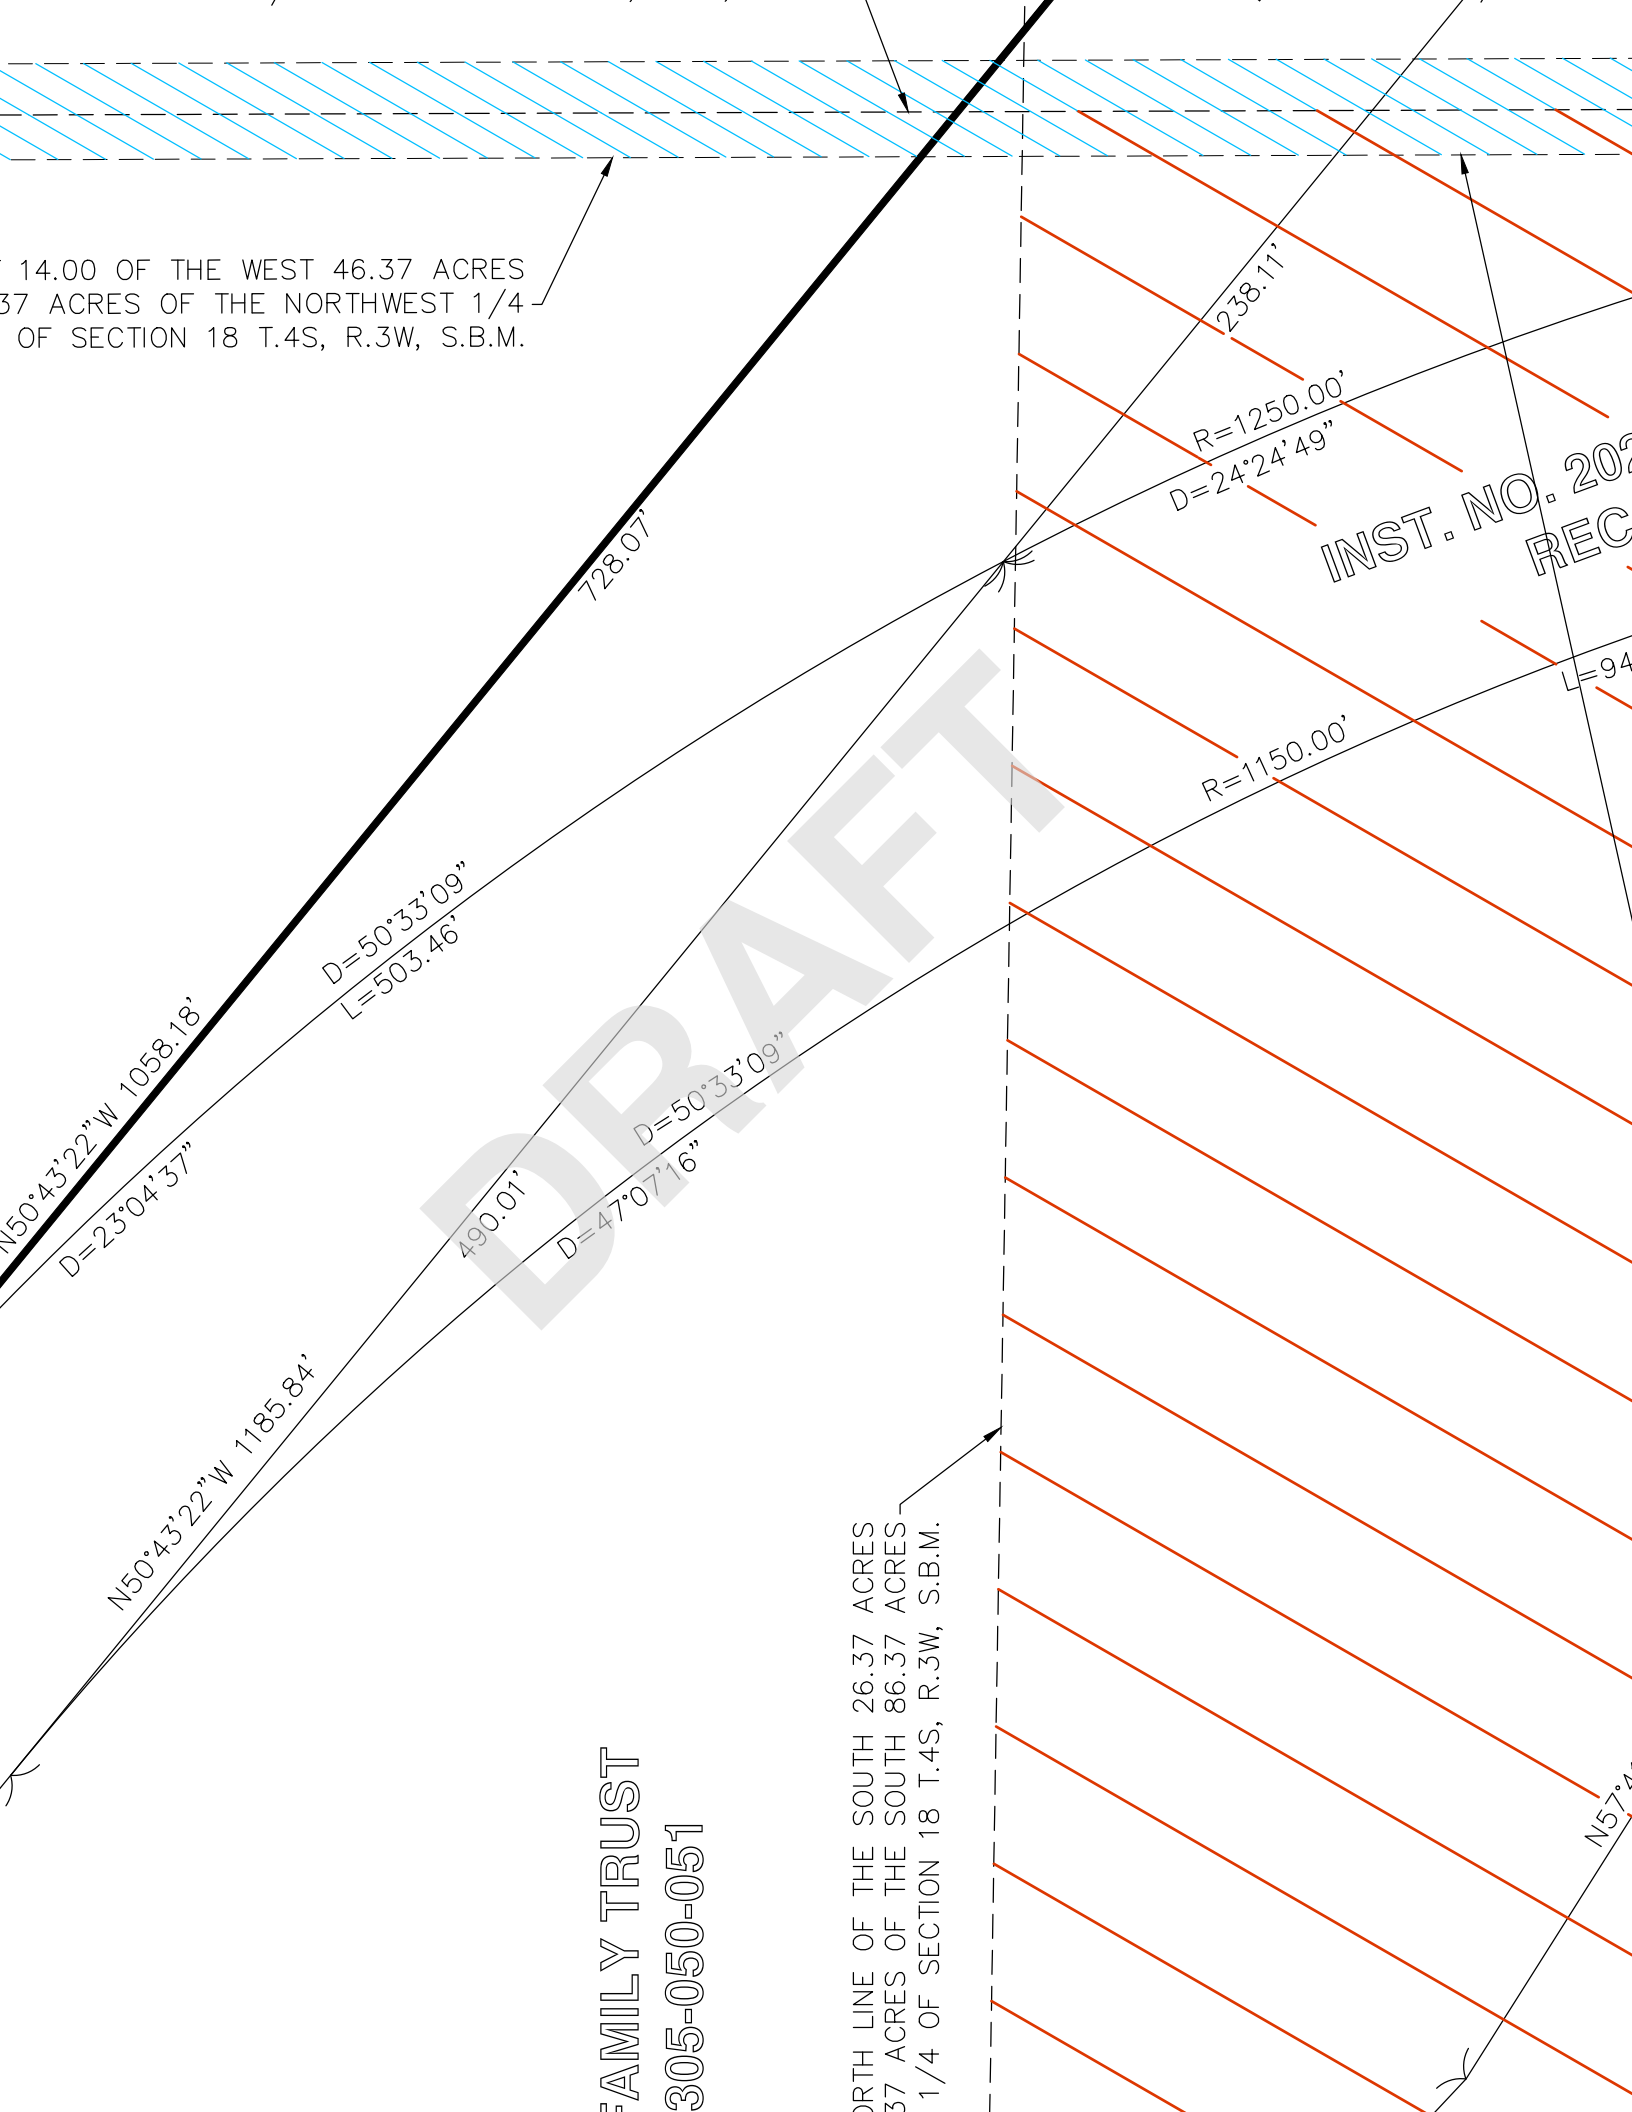 14.00 OF THE WEST 46.37 ACRES
37 ACRES OF THE NORTHWEST 1/4
OF SECTION 18 T.4S, R.3W, S.B.M.
238.11'
R=1250.00'
D=24°24'49"
INST. NO. 202
REC
728.07'
L=94
R=1150.00'
D=50°33'09"
L=503.46'
DRAFT
N50°43'22"W 1058.18'
D=23°04'37"
D=50°33'09"
D=47°07'16"
490.01'
N50°43'22"W 1185.84'
ORTH LINE OF THE SOUTH 26.37 ACRES
37 ACRES OF THE SOUTH 86.37 ACRES
1/4 OF SECTION 18 T.4S, R.3W, S.B.M.
FAMILY TRUST
305-050-051
N57°4